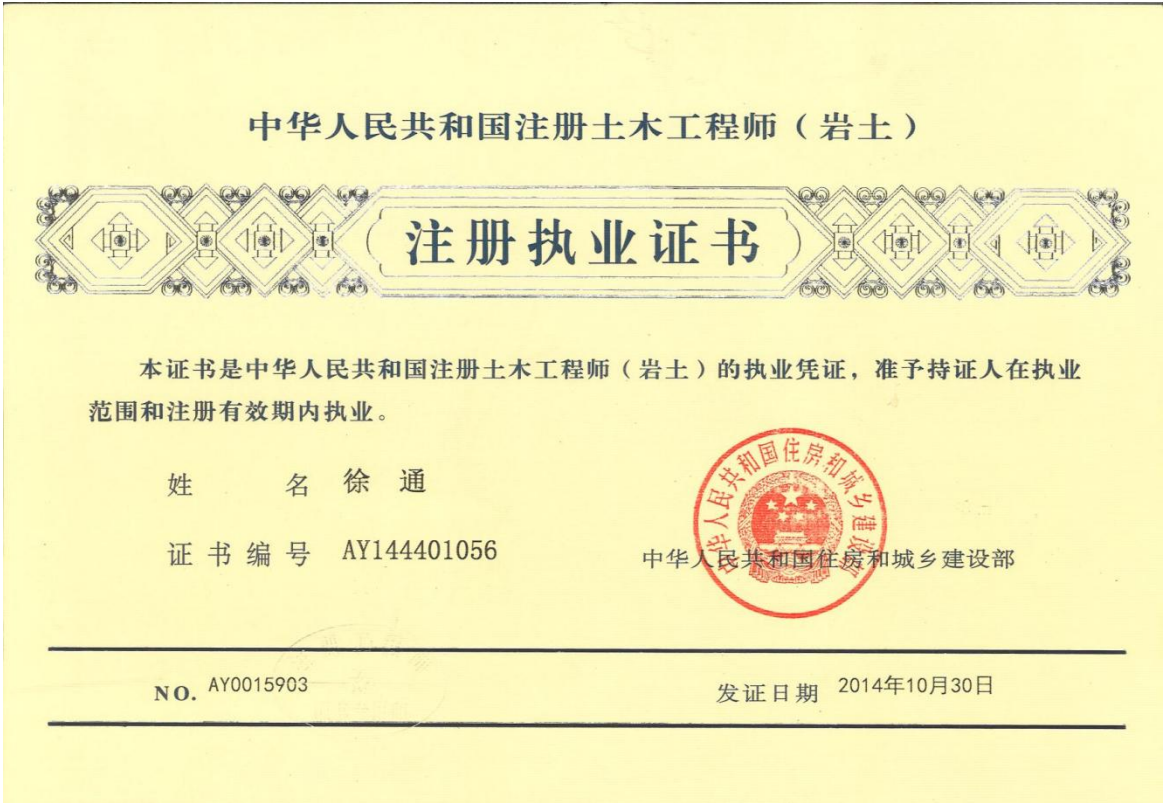 中华人民共和国注册土木工程师（岩土）
注册执业证书
本证书是中华人民共和国注册土木工程师（岩土）的执业凭证，准予持证人在执业
范围和注册有效期内执业。
姓 名 徐 通
证书编号 AY144401056
中华人民共和国住房和城乡建设部
中华人民共和国住房和城乡建设部
NO. AY0015903
发证日期 2014年10月30日